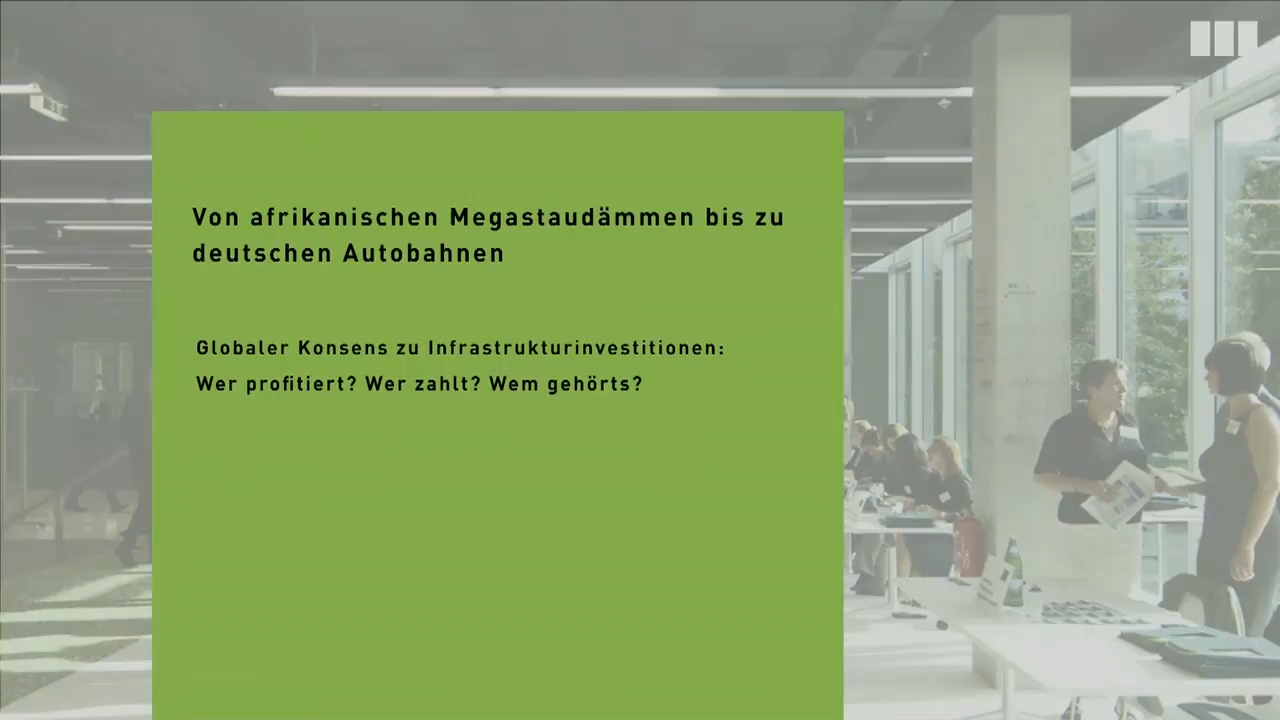 Von afrikanischen Megastaudämmen bis zu
deutschen Autobahnen
Globaler Konsens zu Infrastrukturinvestitionen:
Wer profitiert? Wer zahlt? Wem gehörts?